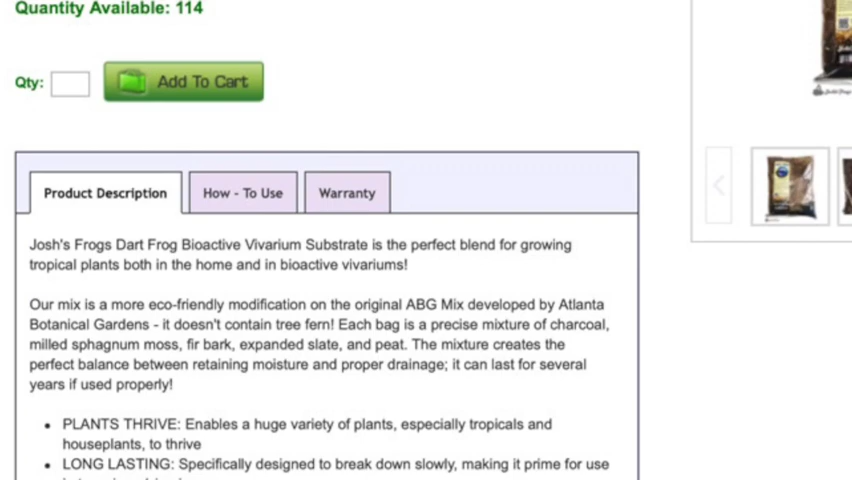 Quantity Available: 114
Qty:
Add To Cart
Product Description
How - To Use
Warranty
Josh's Frogs Dart Frog Bioactive Vivarium Substrate is the perfect blend for growing
tropical plants both in the home and in bioactive vivariums!
Our mix is a more eco-friendly modification on the original ABG Mix developed by Atlanta
Botanical Gardens - it doesn't contain tree fern! Each bag is a precise mixture of charcoal,
milled sphagnum moss, fir bark, expanded slate, and peat. The mixture creates the
perfect balance between retaining moisture and proper drainage; it can last for several
years if used properly!
• PLANTS THRIVE: Enables a huge variety of plants, especially tropicals and
houseplants, to thrive
• LONG LASTING: Specifically designed to break down slowly, making it prime for use